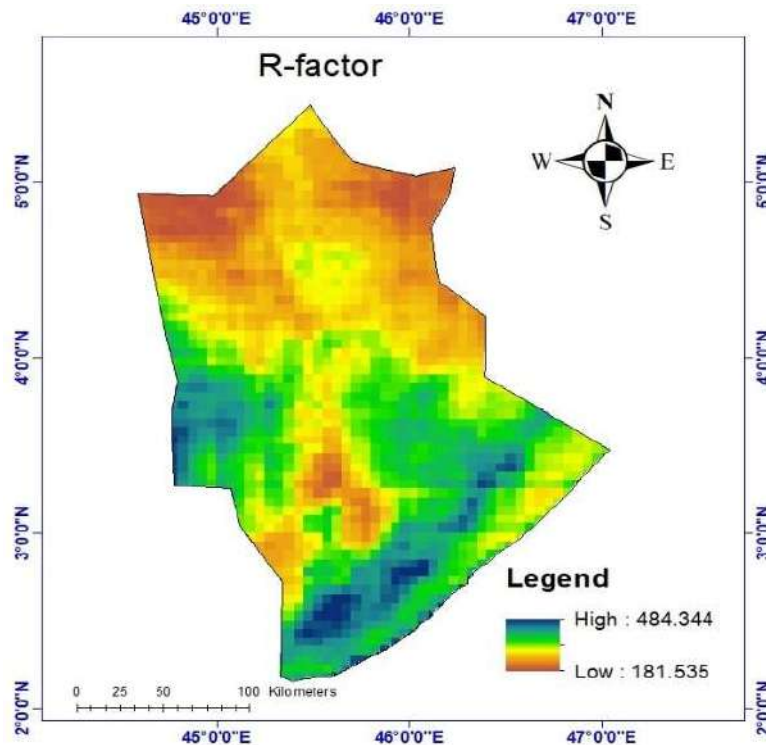 45°0'0"E 46°0'0"E 47°0'0"E
R-factor
N
W E
S
5°0'0"N 5°0'0"N
4°0'0"N 4°0'0"N
3°0'0"N 3°0'0"N
2°0'0"N 2°0'0"N
Legend
High : 484.344
Low : 181.535
0 25 50 100 Kilometers
45°0'0"E 46°0'0"E 47°0'0"E